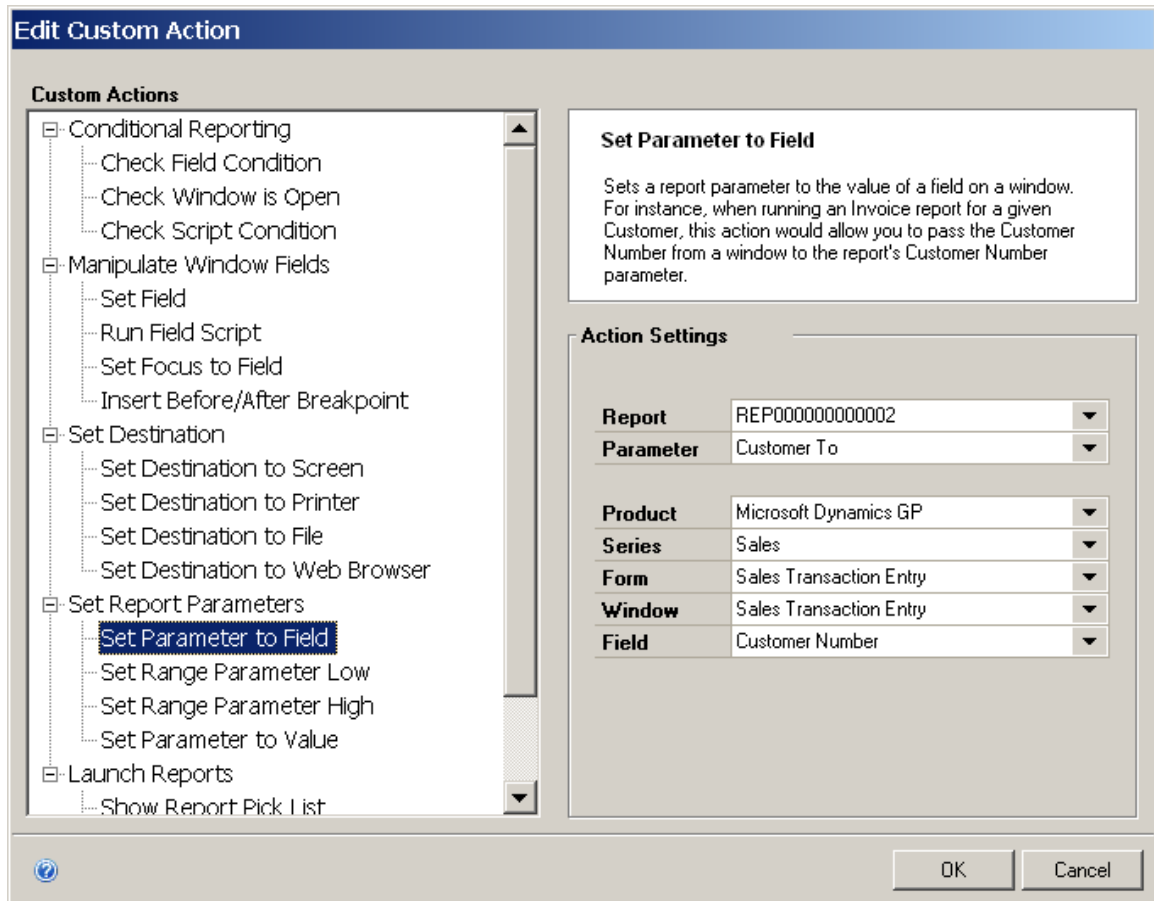 Edit Custom Action
Custom Actions
Conditional Reporting
Check Field Condition
Check Window is Open
Check Script Condition
Manipulate Window Fields
Set Field
Run Field Script
Set Focus to Field
Insert Before/After Breakpoint
Set Destination
Set Destination to Screen
Set Destination to Printer
Set Destination to File
Set Destination to Web Browser
Set Report Parameters
Set Parameter to Field
Set Range Parameter Low
Set Range Parameter High
Set Parameter to Value
Launch Reports
Show Report Pick List
Set Parameter to Field
Sets a report parameter to the value of a field on a window.
For instance, when running an Invoice report for a given
Customer, this action would allow you to pass the Customer
Number from a window to the report's Customer Number
parameter.
Action Settings
Report REP000000000002
Parameter Customer To
Product Microsoft Dynamics GP
Series Sales
Form Sales Transaction Entry
Window Sales Transaction Entry
Field Customer Number
OK Cancel